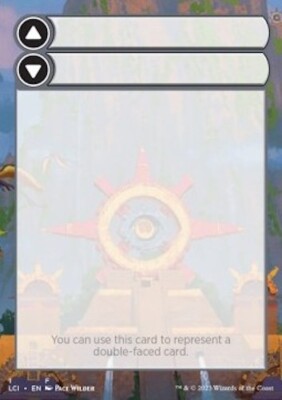 You can use this card to represent a
double-faced card.
LCI • EN Pace Wilder
™ & © 2023 Wizards of the Coast